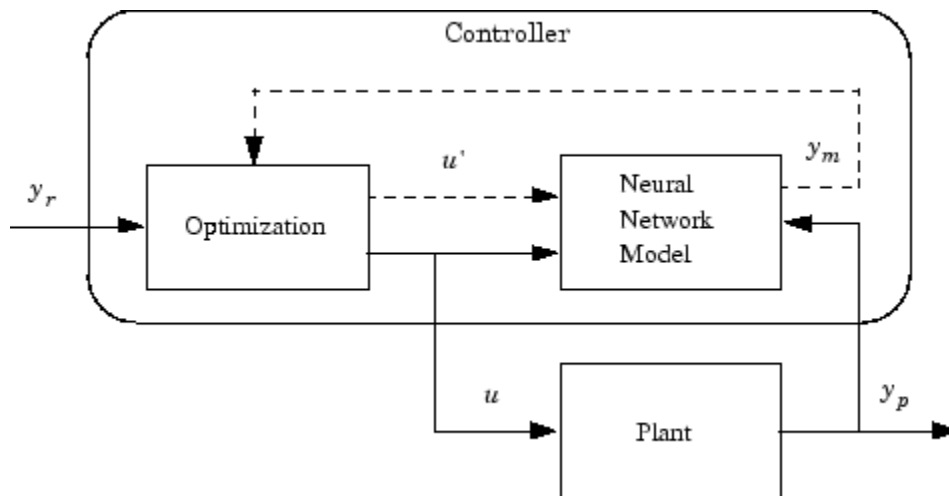 Controller
u'
y_m
y_r
Optimization
Neural
Network
Model
u
y_p
Plant